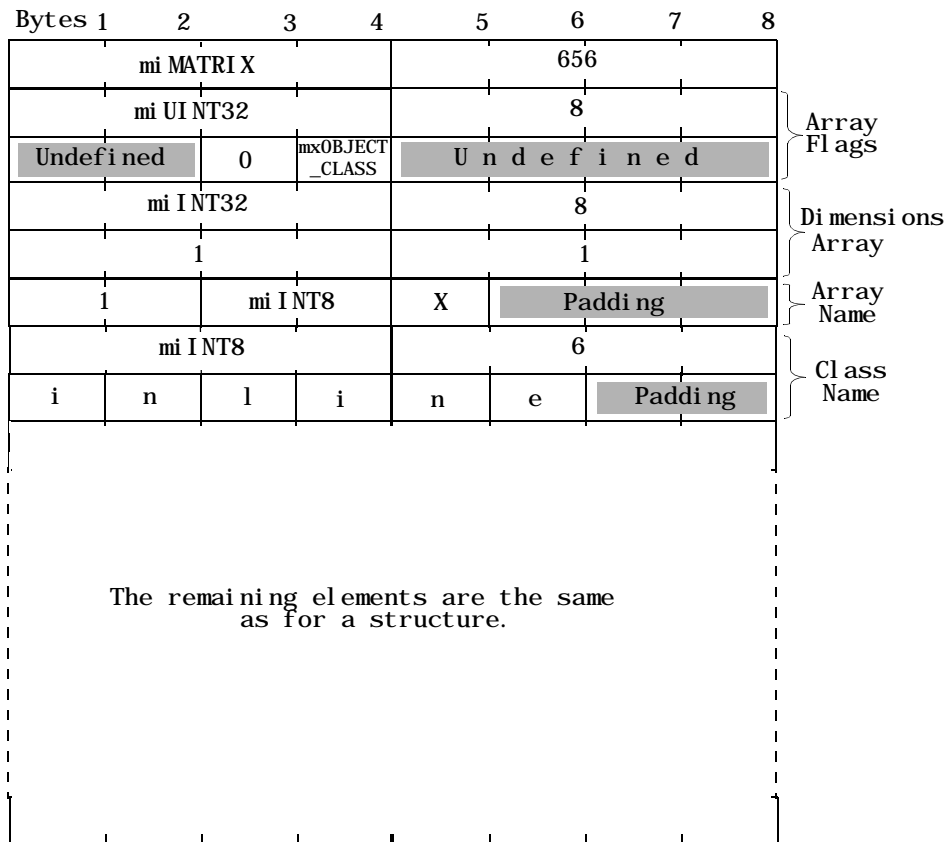 Bytes 1 2 3 4 5 6 7 8
miMATRIX 656
miUINT32 8
Array
Flags
Undefined 0 mxOBJECT
_CLASS Undefined
miINT32 8
Dimensions
Array
1 1
1 miINT8 X Padding
Array
Name
miINT8 6
Class
Name
i n l i n e Padding
The remaining elements are the same
as for a structure.